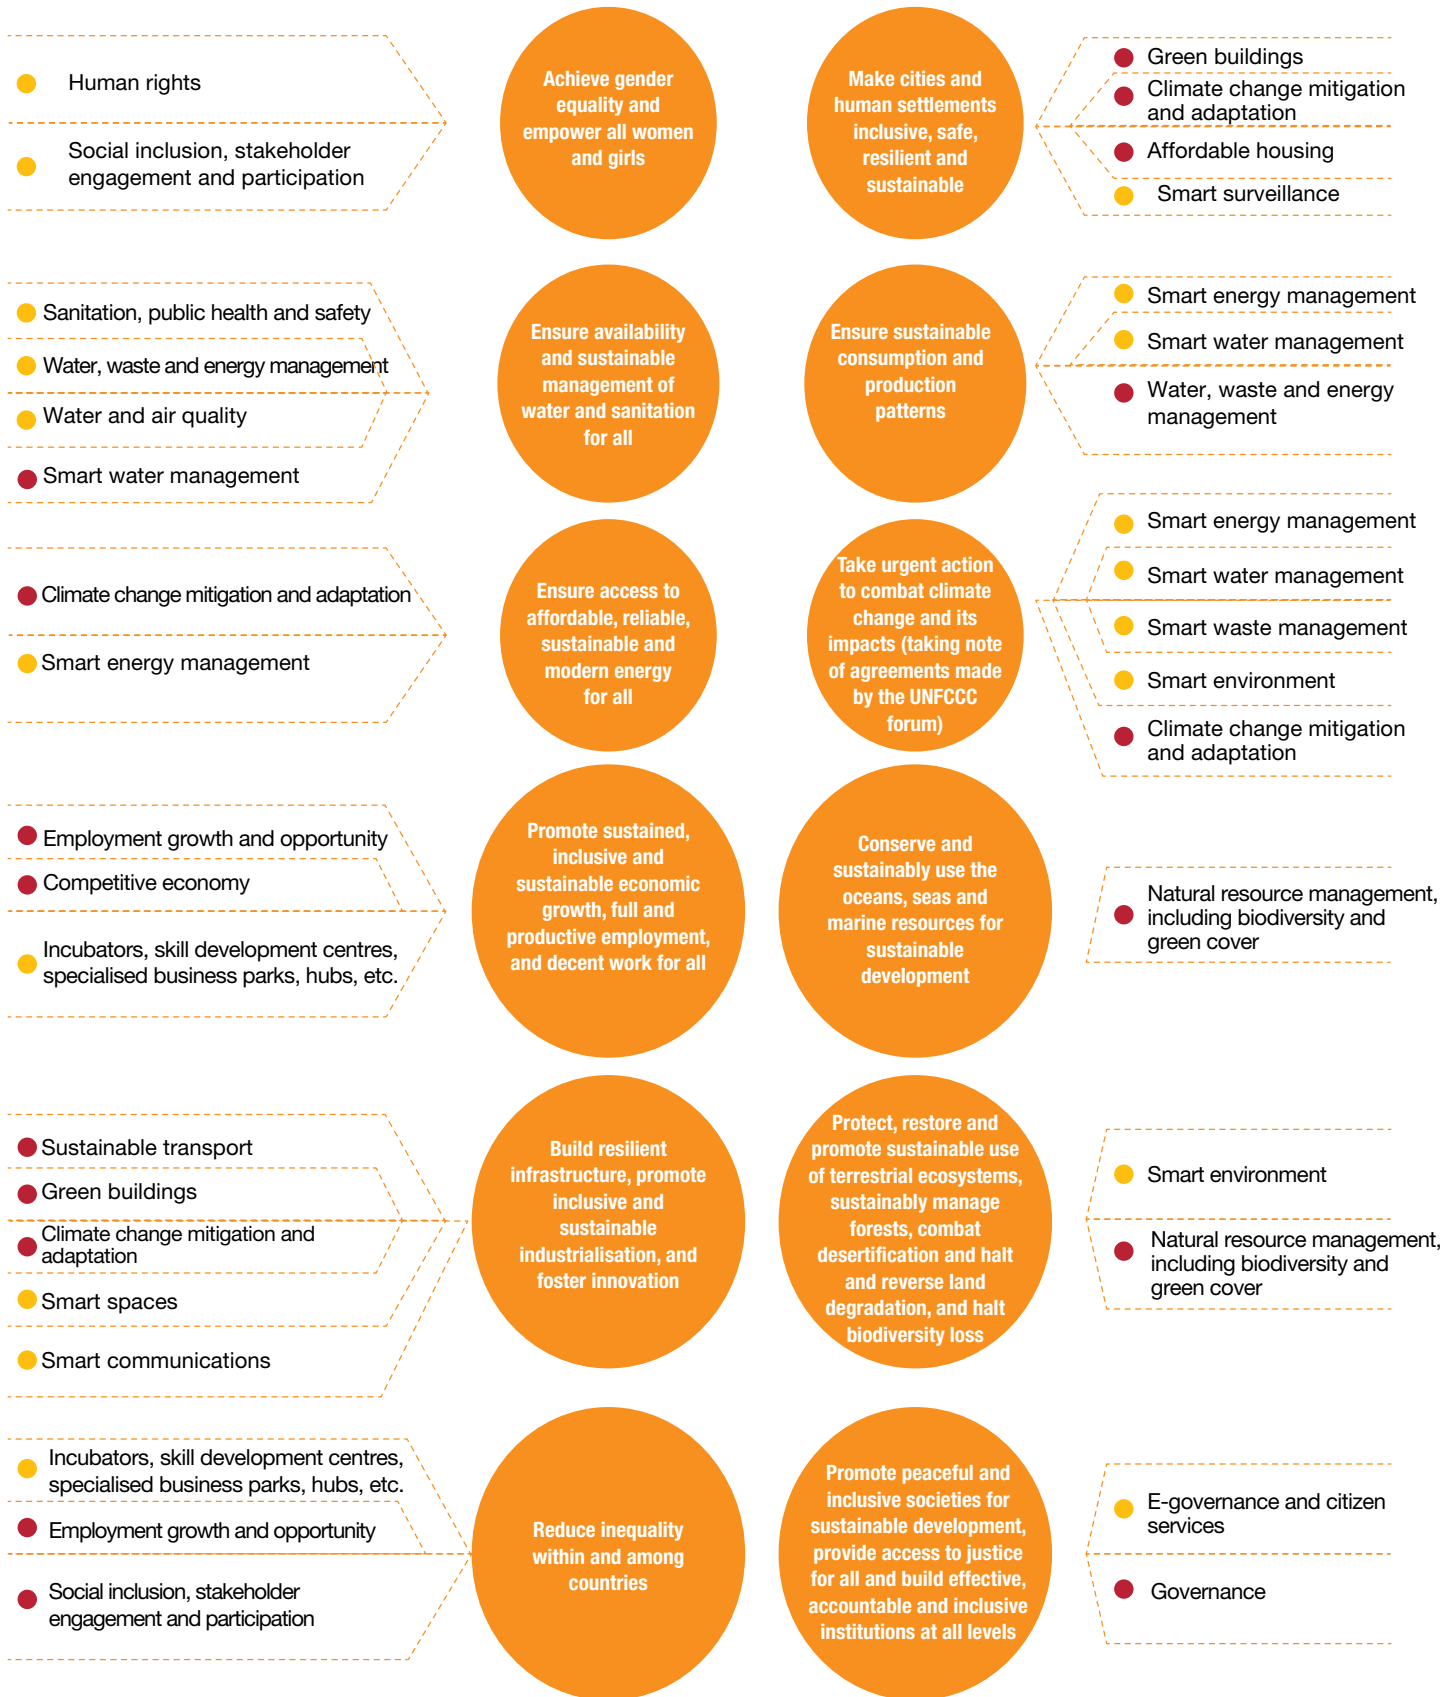 Human rights
Social inclusion, stakeholder
engagement and participation
Achieve gender
equality and
empower all women
and girls
Make cities and
human settlements
inclusive, safe,
resilient and
sustainable
Green buildings
Climate change mitigation
and adaptation
Affordable housing
Smart surveillance
Sanitation, public health and safety
Water, waste and energy management
Water and air quality
Smart water management
Ensure availability
and sustainable
management of
water and sanitation
for all
Ensure sustainable
consumption and
production
patterns
Smart energy management
Smart water management
Water, waste and energy
management
Climate change mitigation and adaptation
Smart energy management
Ensure access to
affordable, reliable,
sustainable and
modern energy
for all
Take urgent action
to combat climate
change and its
impacts (taking note
of agreements made
by the UNFCCC
forum)
Smart energy management
Smart water management
Smart waste management
Smart environment
Climate change mitigation
and adaptation
Employment growth and opportunity
Competitive economy
Incubators, skill development centres,
specialised business parks, hubs, etc.
Promote sustained,
inclusive and
sustainable economic
growth, full and
productive employment,
and decent work for all
Conserve and
sustainably use the
oceans, seas and
marine resources for
sustainable
development
Natural resource management,
including biodiversity and
green cover
Sustainable transport
Green buildings
Climate change mitigation and
adaptation
Smart spaces
Smart communications
Build resilient
infrastructure, promote
inclusive and
sustainable
industrialisation, and
foster innovation
Protect, restore and
promote sustainable use
of terrestrial ecosystems,
sustainably manage
forests, combat
desertification and halt
and reverse land
degradation, and halt
biodiversity loss
Smart environment
Natural resource management,
including biodiversity and
green cover
Incubators, skill development centres,
specialised business parks, hubs, etc.
Employment growth and opportunity
Social inclusion, stakeholder
engagement and participation
Reduce inequality
within and among
countries
Promote peaceful and
inclusive societies for
sustainable development,
provide access to justice
for all and build effective,
accountable and inclusive
institutions at all levels
E-governance and citizen
services
Governance